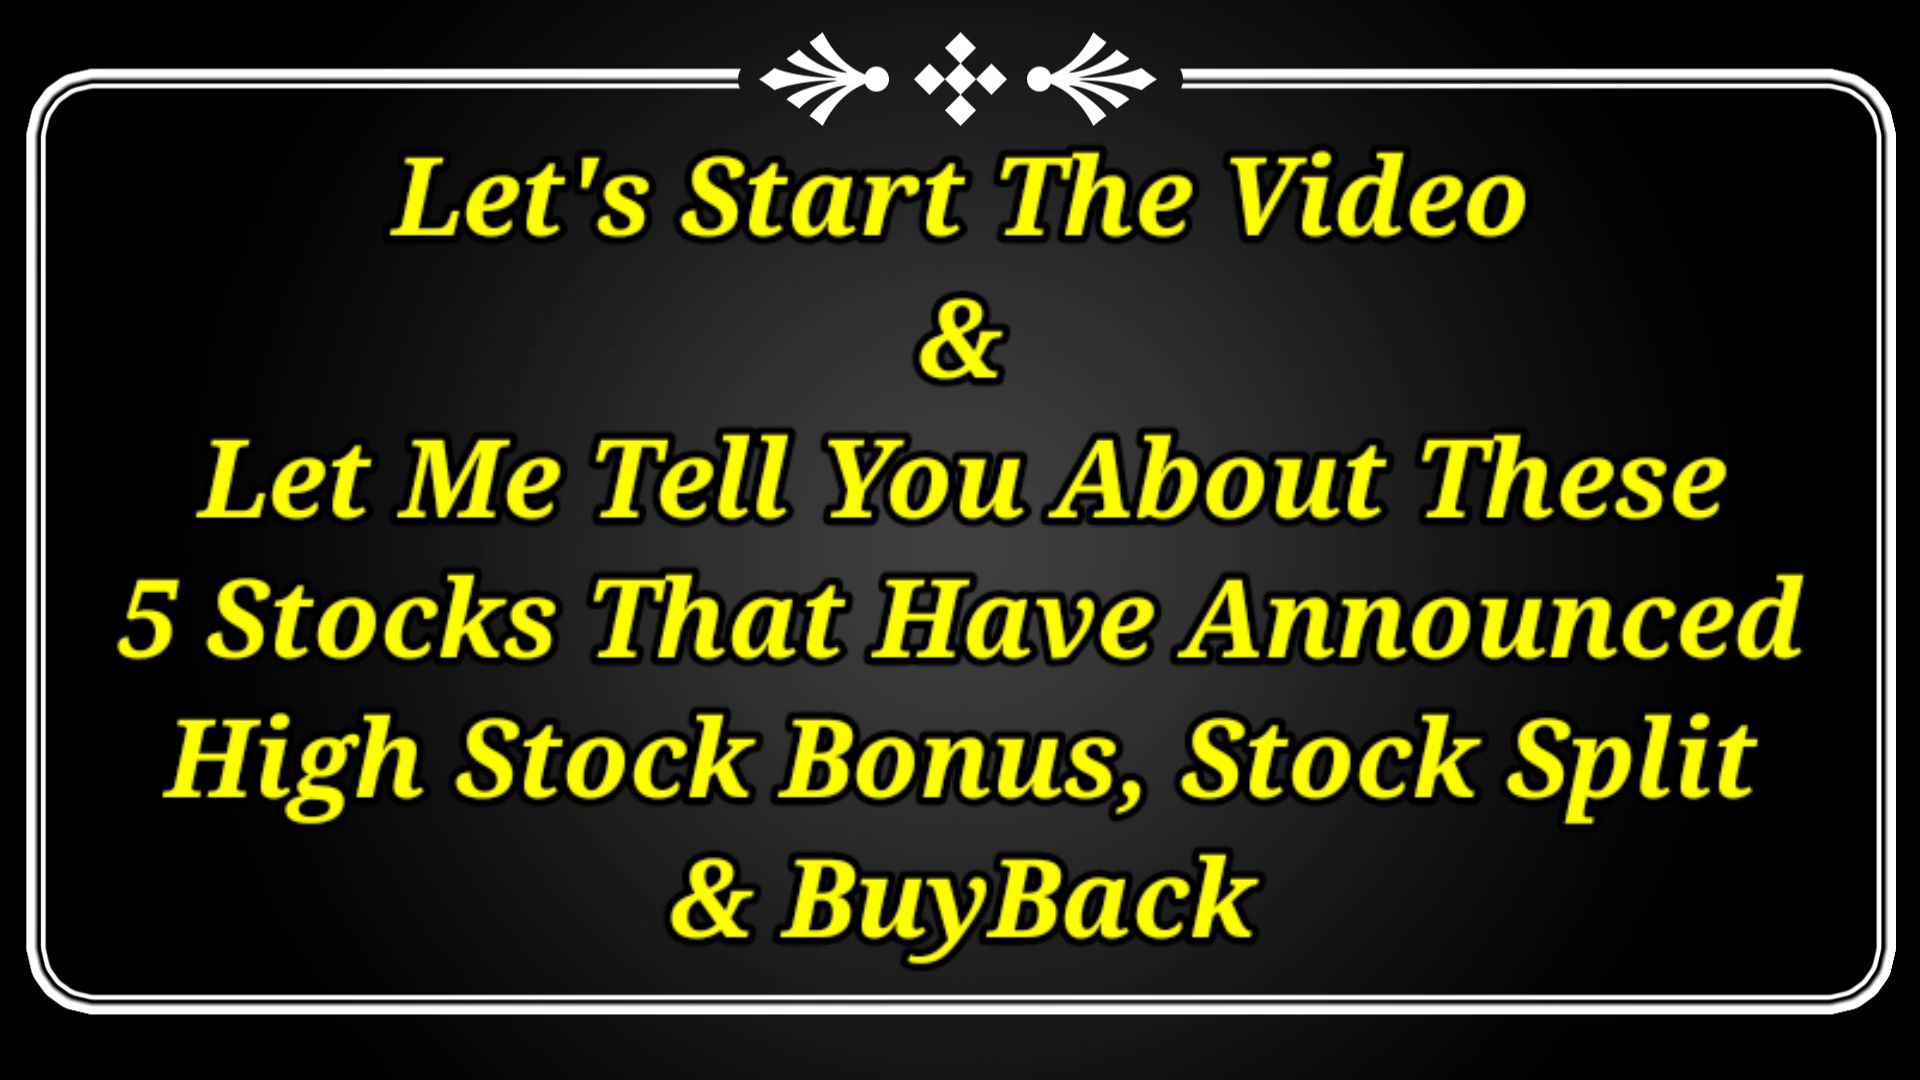 Let's Start The Video
&
Let Me Tell You About These
5 Stocks That Have Announced
High Stock Bonus, Stock Split
& BuyBack